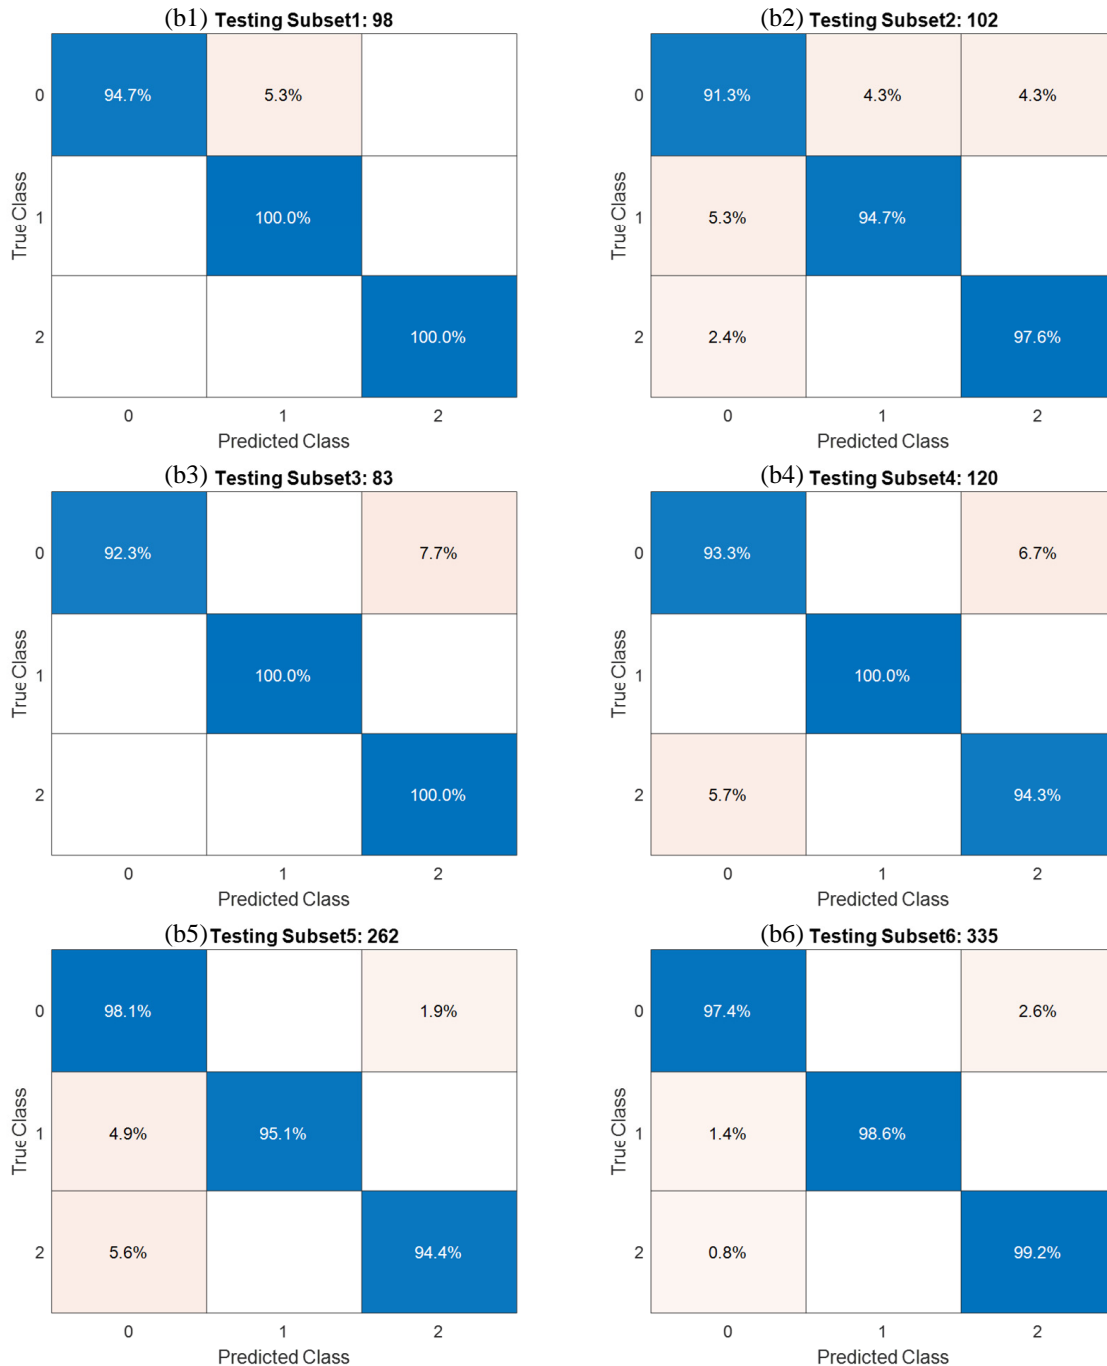 (b1) Testing Subset1: 98
0 94.7% 5.3%
1 100.0%
2 100.0%
True Class
0 1 2
Predicted Class
(b2) Testing Subset2: 102
0 91.3% 4.3% 4.3%
1 5.3% 94.7%
2 2.4% 97.6%
True Class
0 1 2
Predicted Class
(b3) Testing Subset3: 83
0 92.3% 7.7%
1 100.0%
2 100.0%
True Class
0 1 2
Predicted Class
(b4) Testing Subset4: 120
0 93.3% 6.7%
1 100.0%
2 5.7% 94.3%
True Class
0 1 2
Predicted Class
(b5) Testing Subset5: 262
0 98.1% 1.9%
1 4.9% 95.1%
2 5.6% 94.4%
True Class
0 1 2
Predicted Class
(b6) Testing Subset6: 335
0 97.4% 2.6%
1 1.4% 98.6%
2 0.8% 99.2%
True Class
0 1 2
Predicted Class